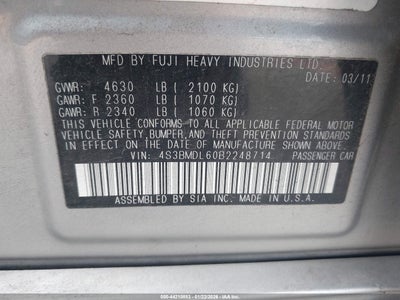 MFD BY FUJI HEAVY INDUSTRIES LTD.
DATE: 03/11
GVWR: 4630 LB ( 2100 KG)
GAWR: F 2360 LB ( 1070 KG)
GAWR: R 2340 LB ( 1060 KG)
THIS VEHICLE CONFORMS TO ALL APPLICABLE FEDERAL MOTOR
VEHICLE SAFETY, BUMPER, AND THEFT PREVENTION STANDARDS
IN EFFECT ON THE DATE OF MANUFACTURE SHOWN ABOVE.
VIN: 4S3BMDL60B2248714 PASSENGER CAR
ASSEMBLED BY SIA INC. MADE IN U.S.A.